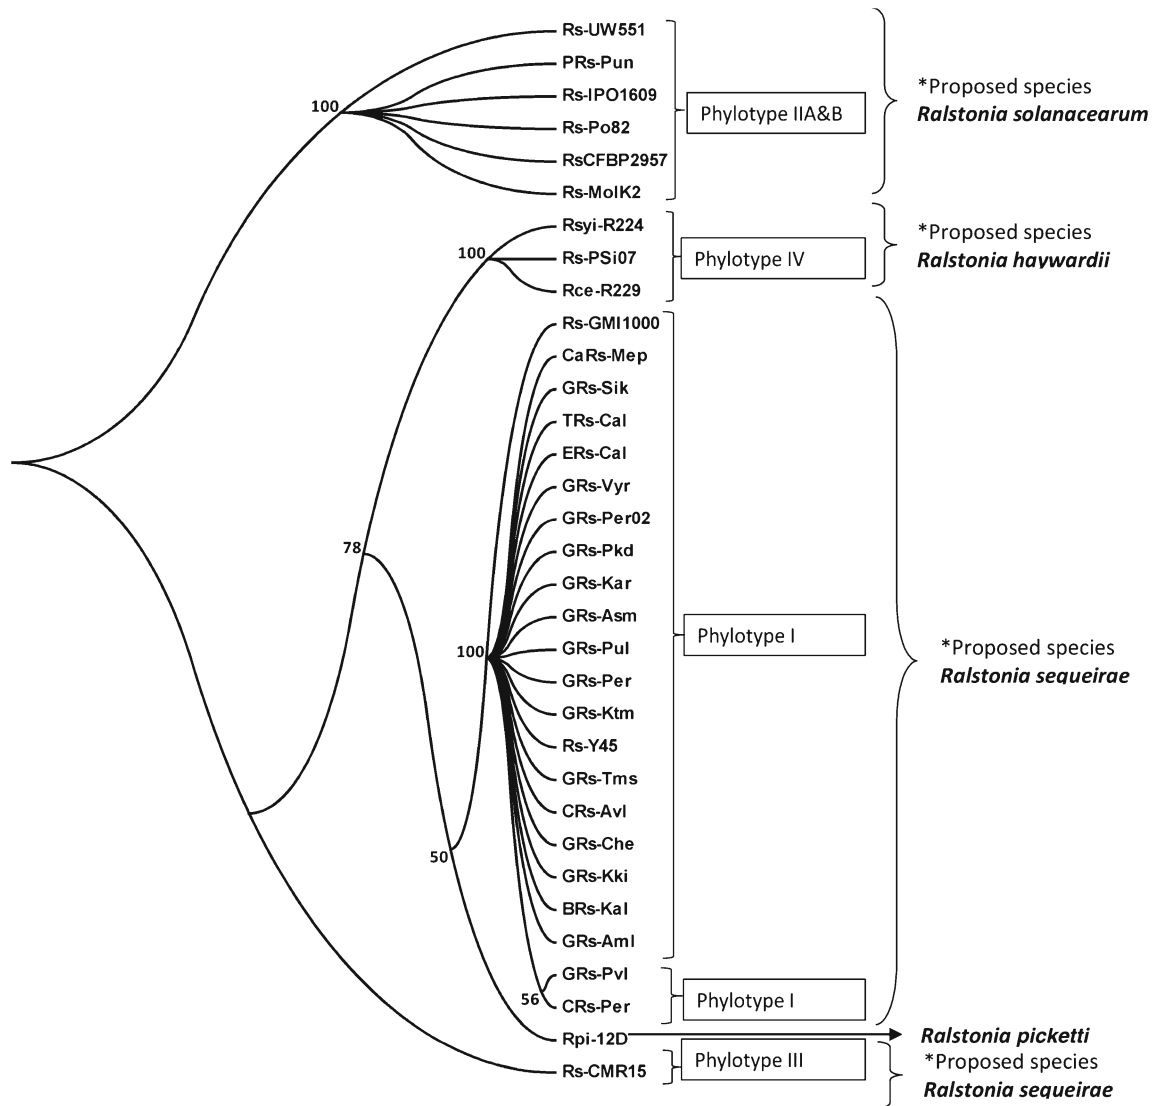 Rs-UW551
PRs-Pun
Rs-IPO1609
Rs-Po82
RsCFBP2957
Rs-MolK2
100
Phylotype IIA&B
*Proposed species
Ralstonia solanacearum
Rsyi-R224
Rs-PSi07
Rce-R229
100
Phylotype IV
*Proposed species
Ralstonia haywardii
Rs-GMI1000
CaRs-Mep
GRs-Sik
TRs-Cal
ERs-Cal
GRs-Vyr
GRs-Per02
GRs-Pkd
GRs-Kar
GRs-Asm
GRs-Pul
GRs-Per
GRs-Ktm
Rs-Y45
GRs-Tms
CRs-Avl
GRs-Che
GRs-Kki
BRs-Kal
GRs-Aml
78
100
50
Phylotype I
*Proposed species
Ralstonia sequeirae
GRs-Pvl
CRs-Per
56
Phylotype I
Rpi-12D
Ralstonia picketti
Rs-CMR15
Phylotype III
*Proposed species
Ralstonia sequeirae